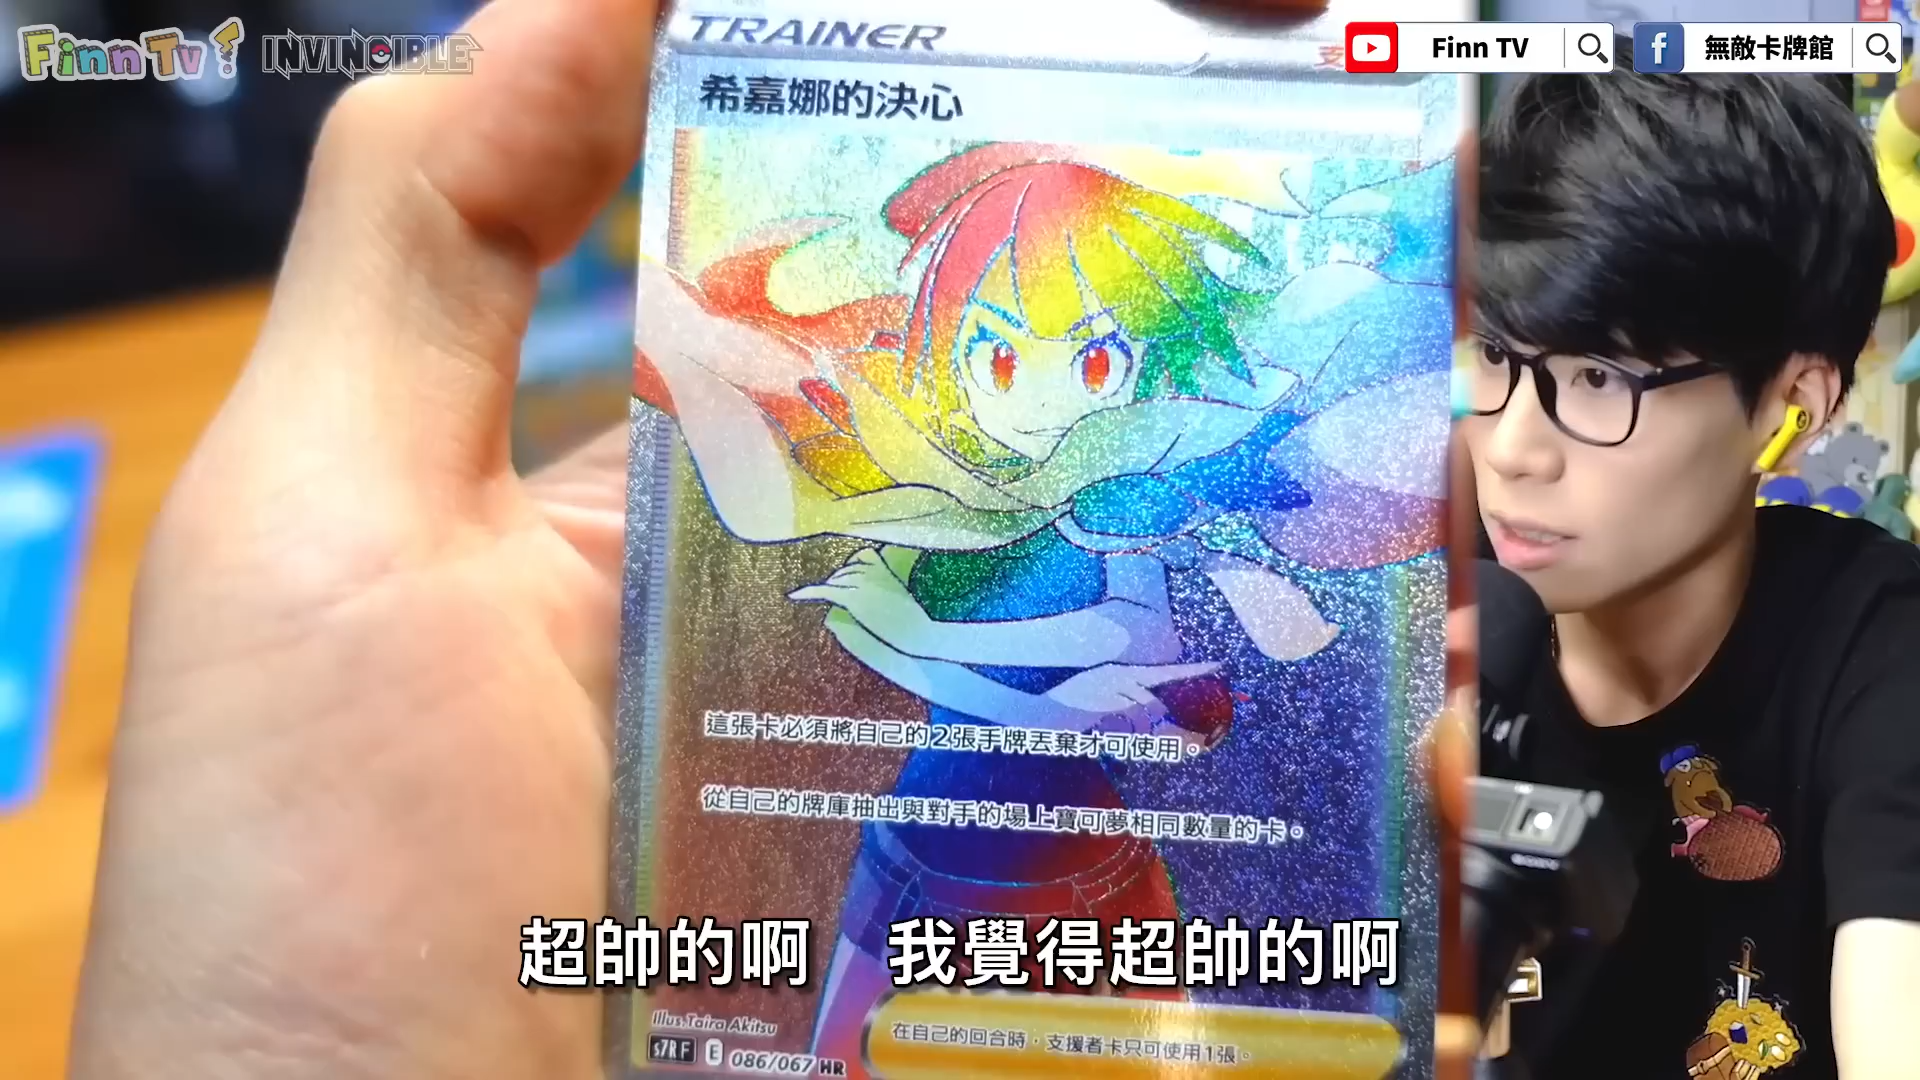 Finn TV
INVINCIBLE
Finn TV
無敵卡牌館
TRAINER
支
希嘉娜的決心
這張卡必須將自己的2張手牌丟棄才可使用。
從自己的牌庫抽出與對手的場上寶可夢相同數量的卡。
超帥的啊 我覺得超帥的啊
Illus.Taira Akitsu
s7R F E 086/067 HR
在自己的回合時，支援者卡只可使用1張。